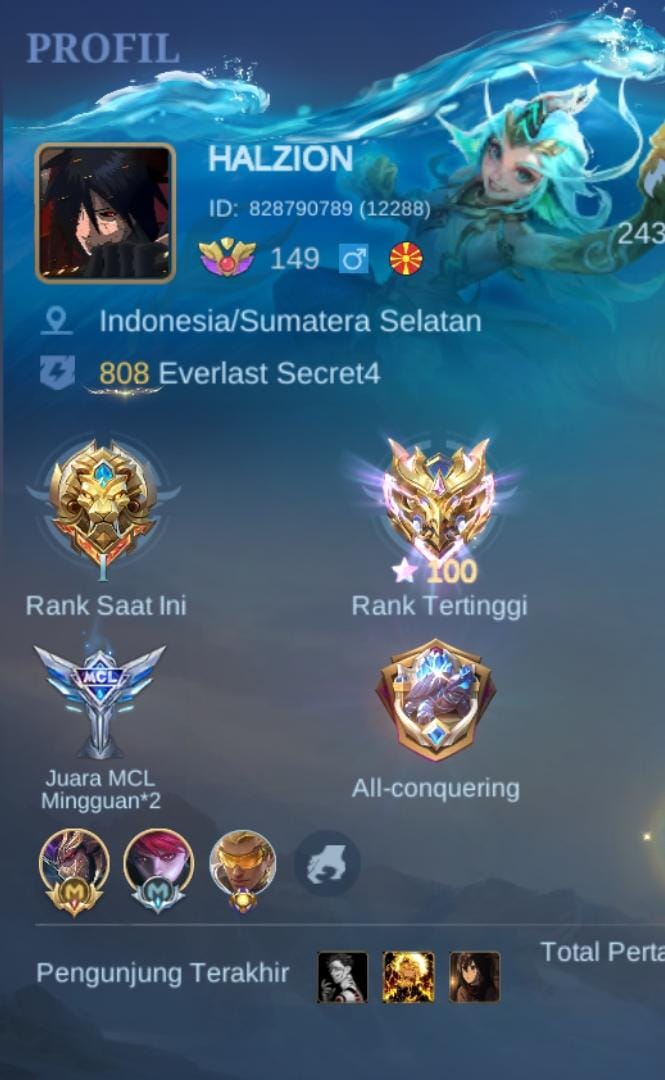 PROFIL
HALZION
ID: 828790789 (12288)
149
243
Indonesia/Sumatera Selatan
808 Everlast Secret4
I
100
Rank Saat Ini
Rank Tertinggi
MCL
Juara MCL
Mingguan*2
All-conquering
M
M
Total Perta
Pengunjung Terakhir